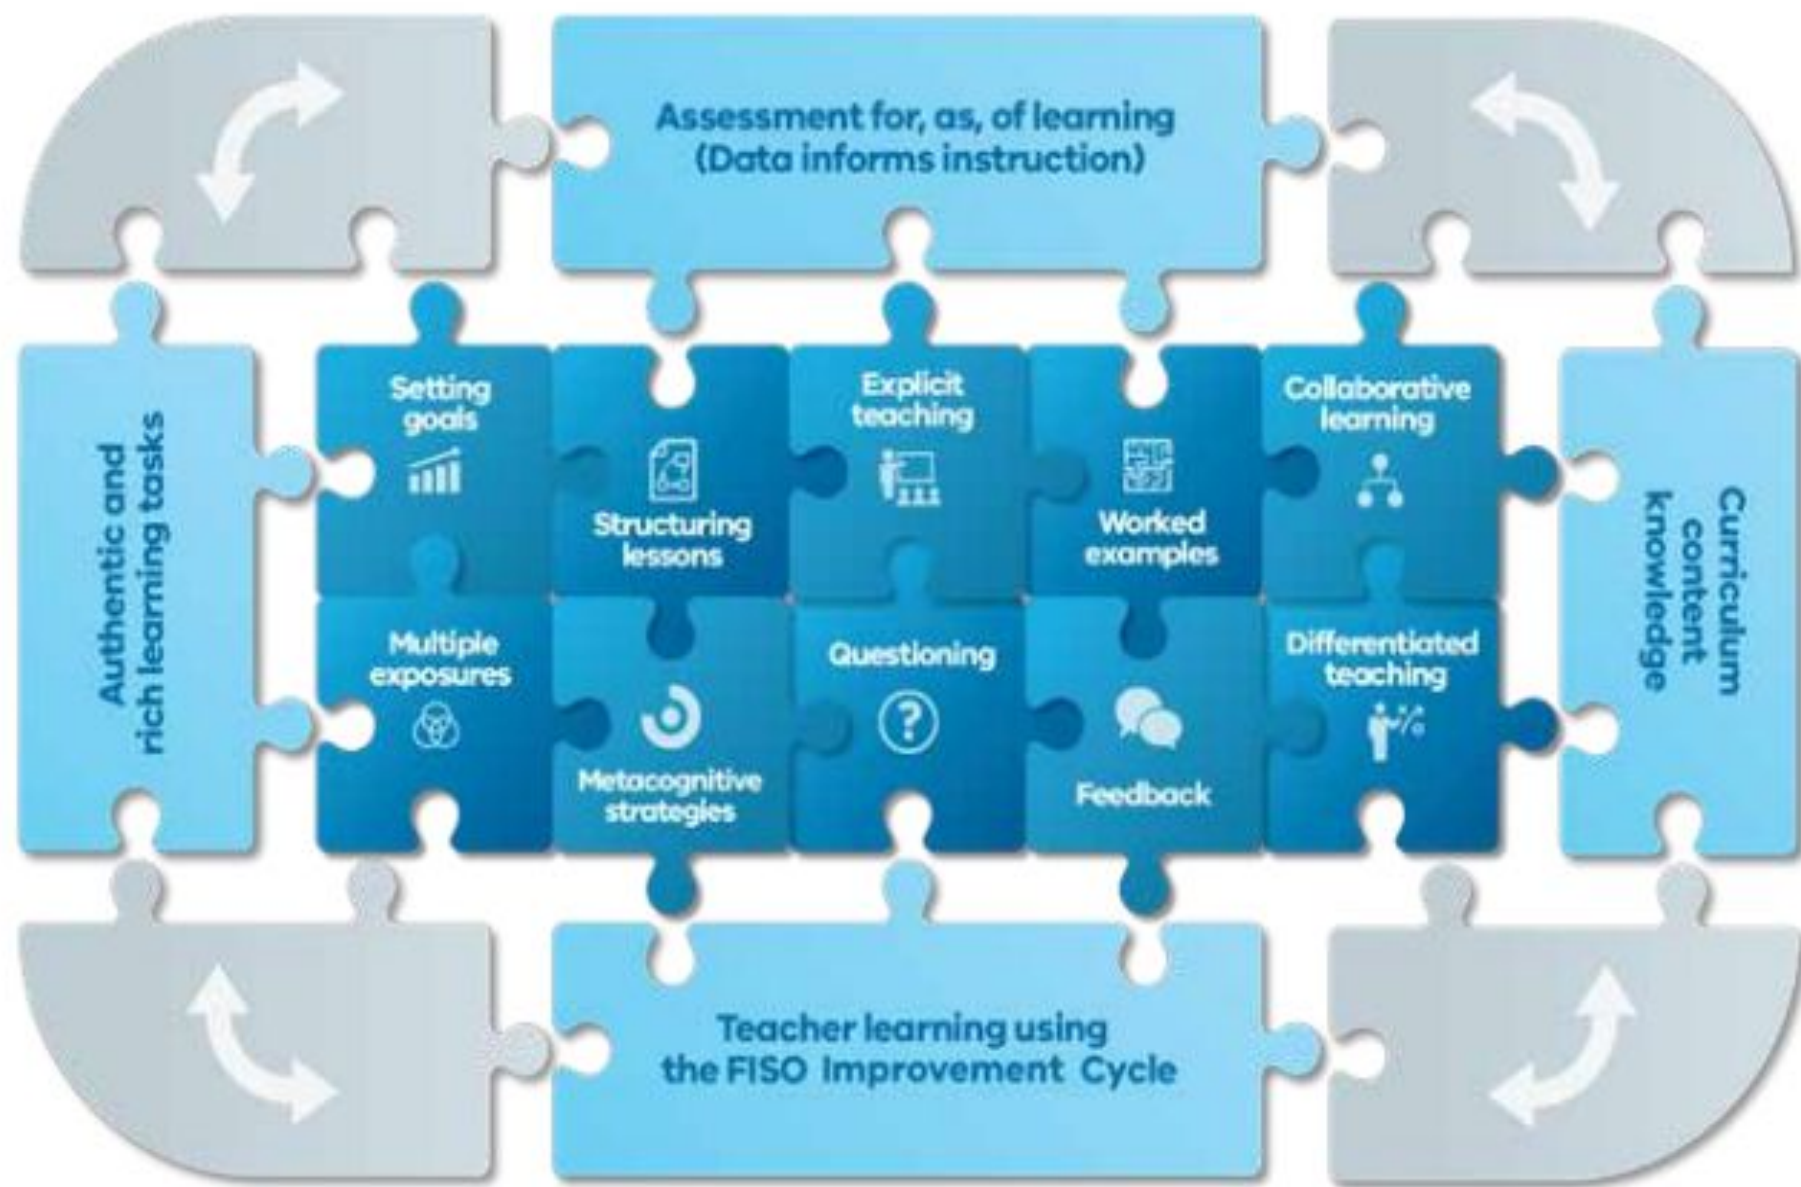 Assessment for, as, of learning
(Data informs instruction)
Authentic and
rich learning tasks
Setting
goals
Structuring
lessons
Explicit
teaching
Worked
examples
Collaborative
learning
Multiple
exposures
Metacognitive
strategies
Questioning
?
Feedback
Differentiated
teaching
Curriculum
content
knowledge
Teacher learning using
the FISO Improvement Cycle